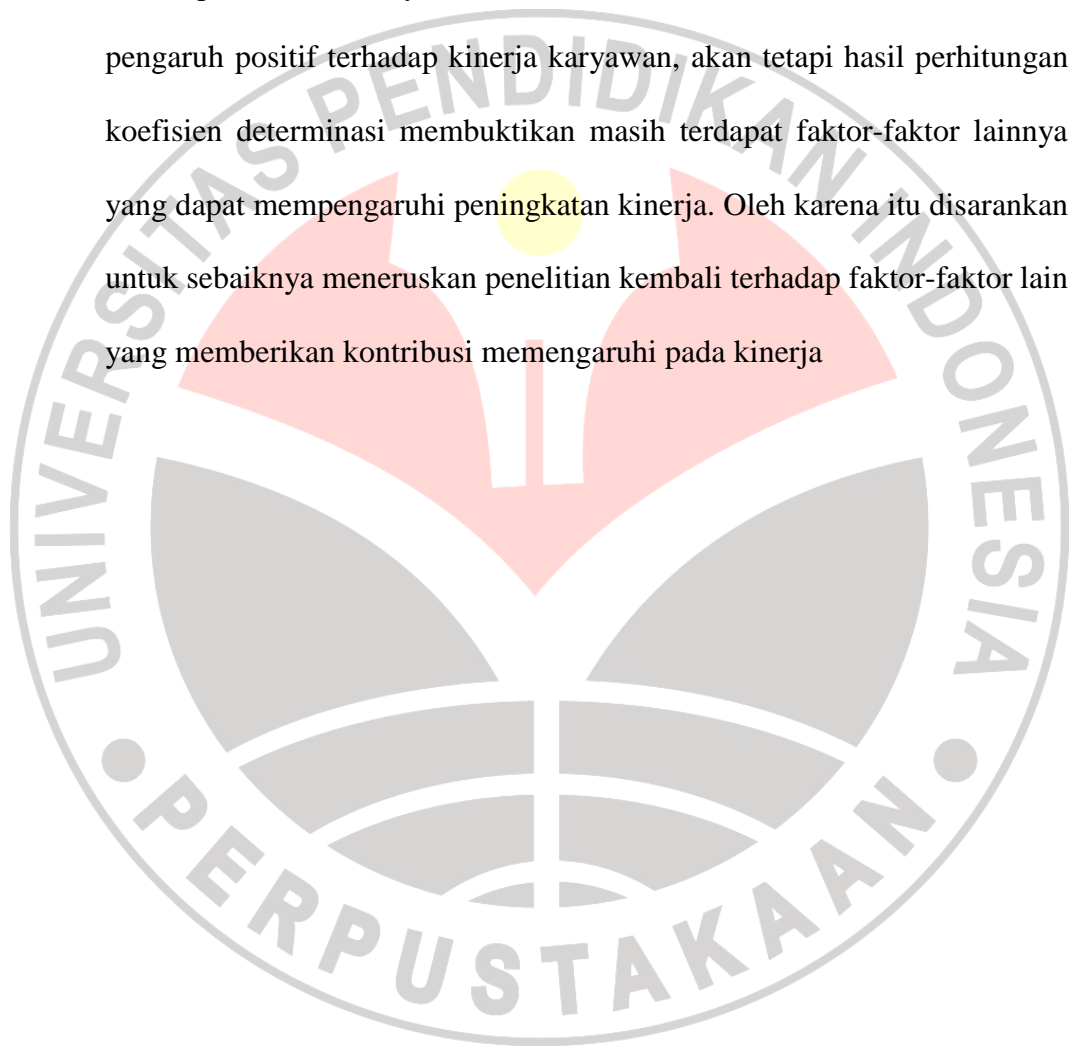 pengaruh positif terhadap kinerja karyawan, akan tetapi hasil perhitungan
koefisien determinasi membuktikan masih terdapat faktor-faktor lainnya
yang dapat mempengaruhi peningkatan kinerja. Oleh karena itu disarankan
untuk sebaiknya meneruskan penelitian kembali terhadap faktor-faktor lain
yang memberikan kontribusi memengaruhi pada kinerja
UNIVERSITAS PENDIDIKAN INDONESIA
PERPUSTAKAAN